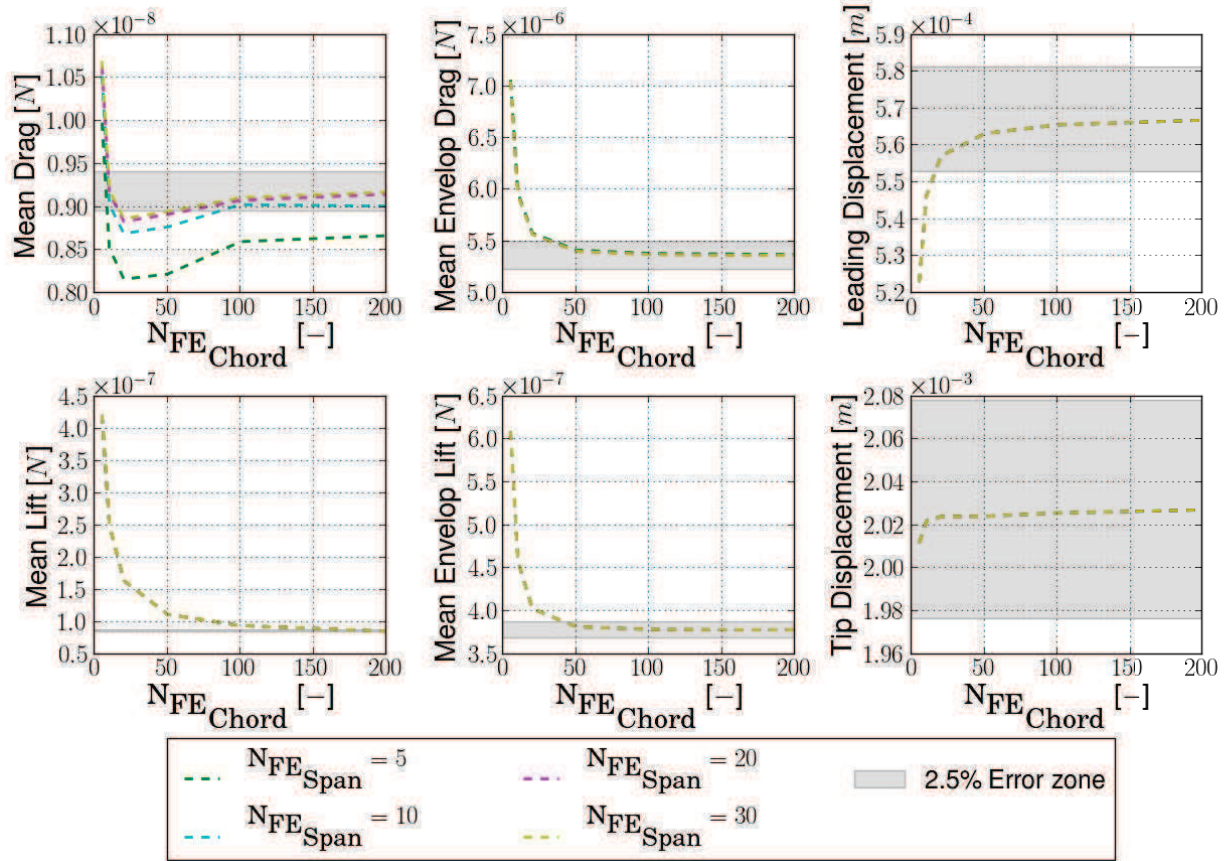 ×10⁻⁸
1.10
1.05
1.00
0.95
0.90
0.85
0.80
Mean Drag [N]
0 50 100 150 200
N_FE_Chord [−]
×10⁻⁶
7.5
7.0
6.5
6.0
5.5
5.0
Mean Envelop Drag [N]
0 50 100 150 200
N_FE_Chord [−]
×10⁻⁴
5.9
5.8
5.7
5.6
5.5
5.4
5.3
5.2
Leading Displacement [m]
0 50 100 150 200
N_FE_Chord [−]
×10⁻⁷
4.5
4.0
3.5
3.0
2.5
2.0
1.5
1.0
0.5
Mean Lift [N]
0 50 100 150 200
N_FE_Chord [−]
×10⁻⁷
6.5
6.0
5.5
5.0
4.5
4.0
3.5
Mean Envelop Lift [N]
0 50 100 150 200
N_FE_Chord [−]
×10⁻³
2.08
2.06
2.04
2.02
2.00
1.98
1.96
Tip Displacement [m]
0 50 100 150 200
N_FE_Chord [−]
N_FE_Span = 5
N_FE_Span = 10
N_FE_Span = 20
N_FE_Span = 30
2.5% Error zone